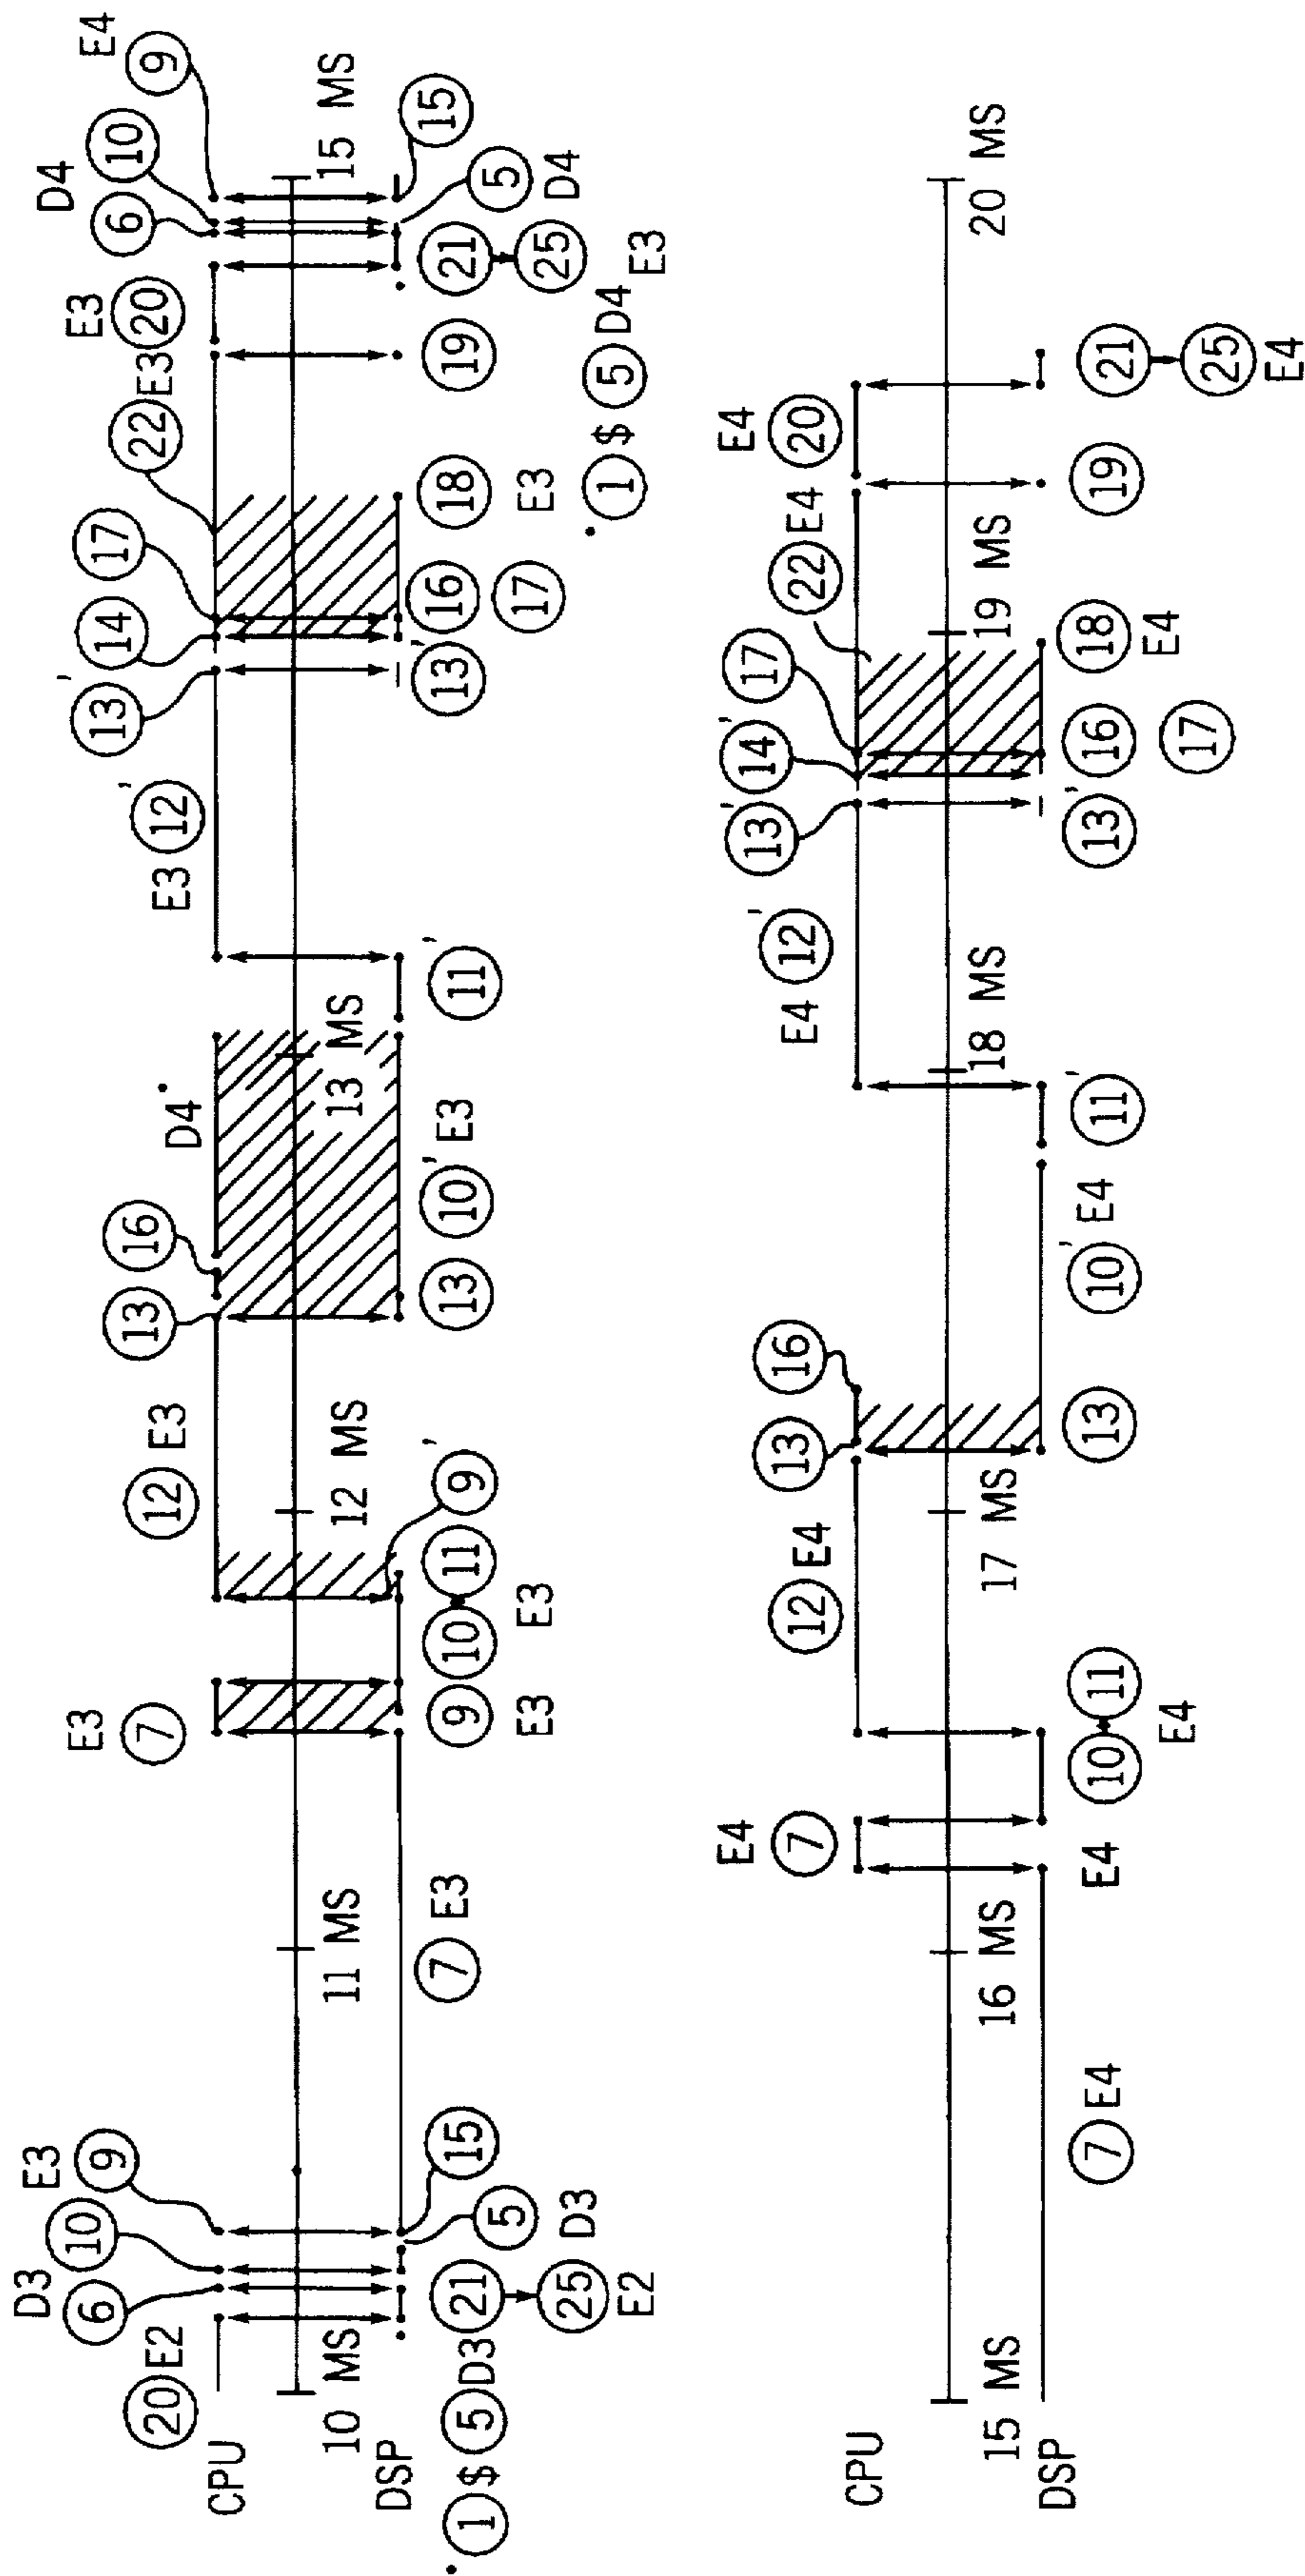 D3
6
10
E3
9
20 E2
E3
7
12 E3
13
16
D4
E3 12'
13'
14
17
22 E3
E3
20
D4
6
10
E4
9
CPU
10 MS
11 MS
12 MS
13 MS
15 MS
DSP
1 $ 5 D3
21
25
E2
5
D3
15
7 E3
9
E3
10
11
E3
9'
13
10' E3
11'
13'
16
17
18
E3
19
1 $ 5 D4
21
25
E3
5
D4
15
E4
7
12 E4
13
16
E4 12'
13'
14'
17
22 E4
E4
20
CPU
15 MS
16 MS
17 MS
18 MS
19 MS
20 MS
DSP
7 E4
E4
10
11
E4
13
10' E4
11'
13'
16
17
18
E4
19
21
25
E4